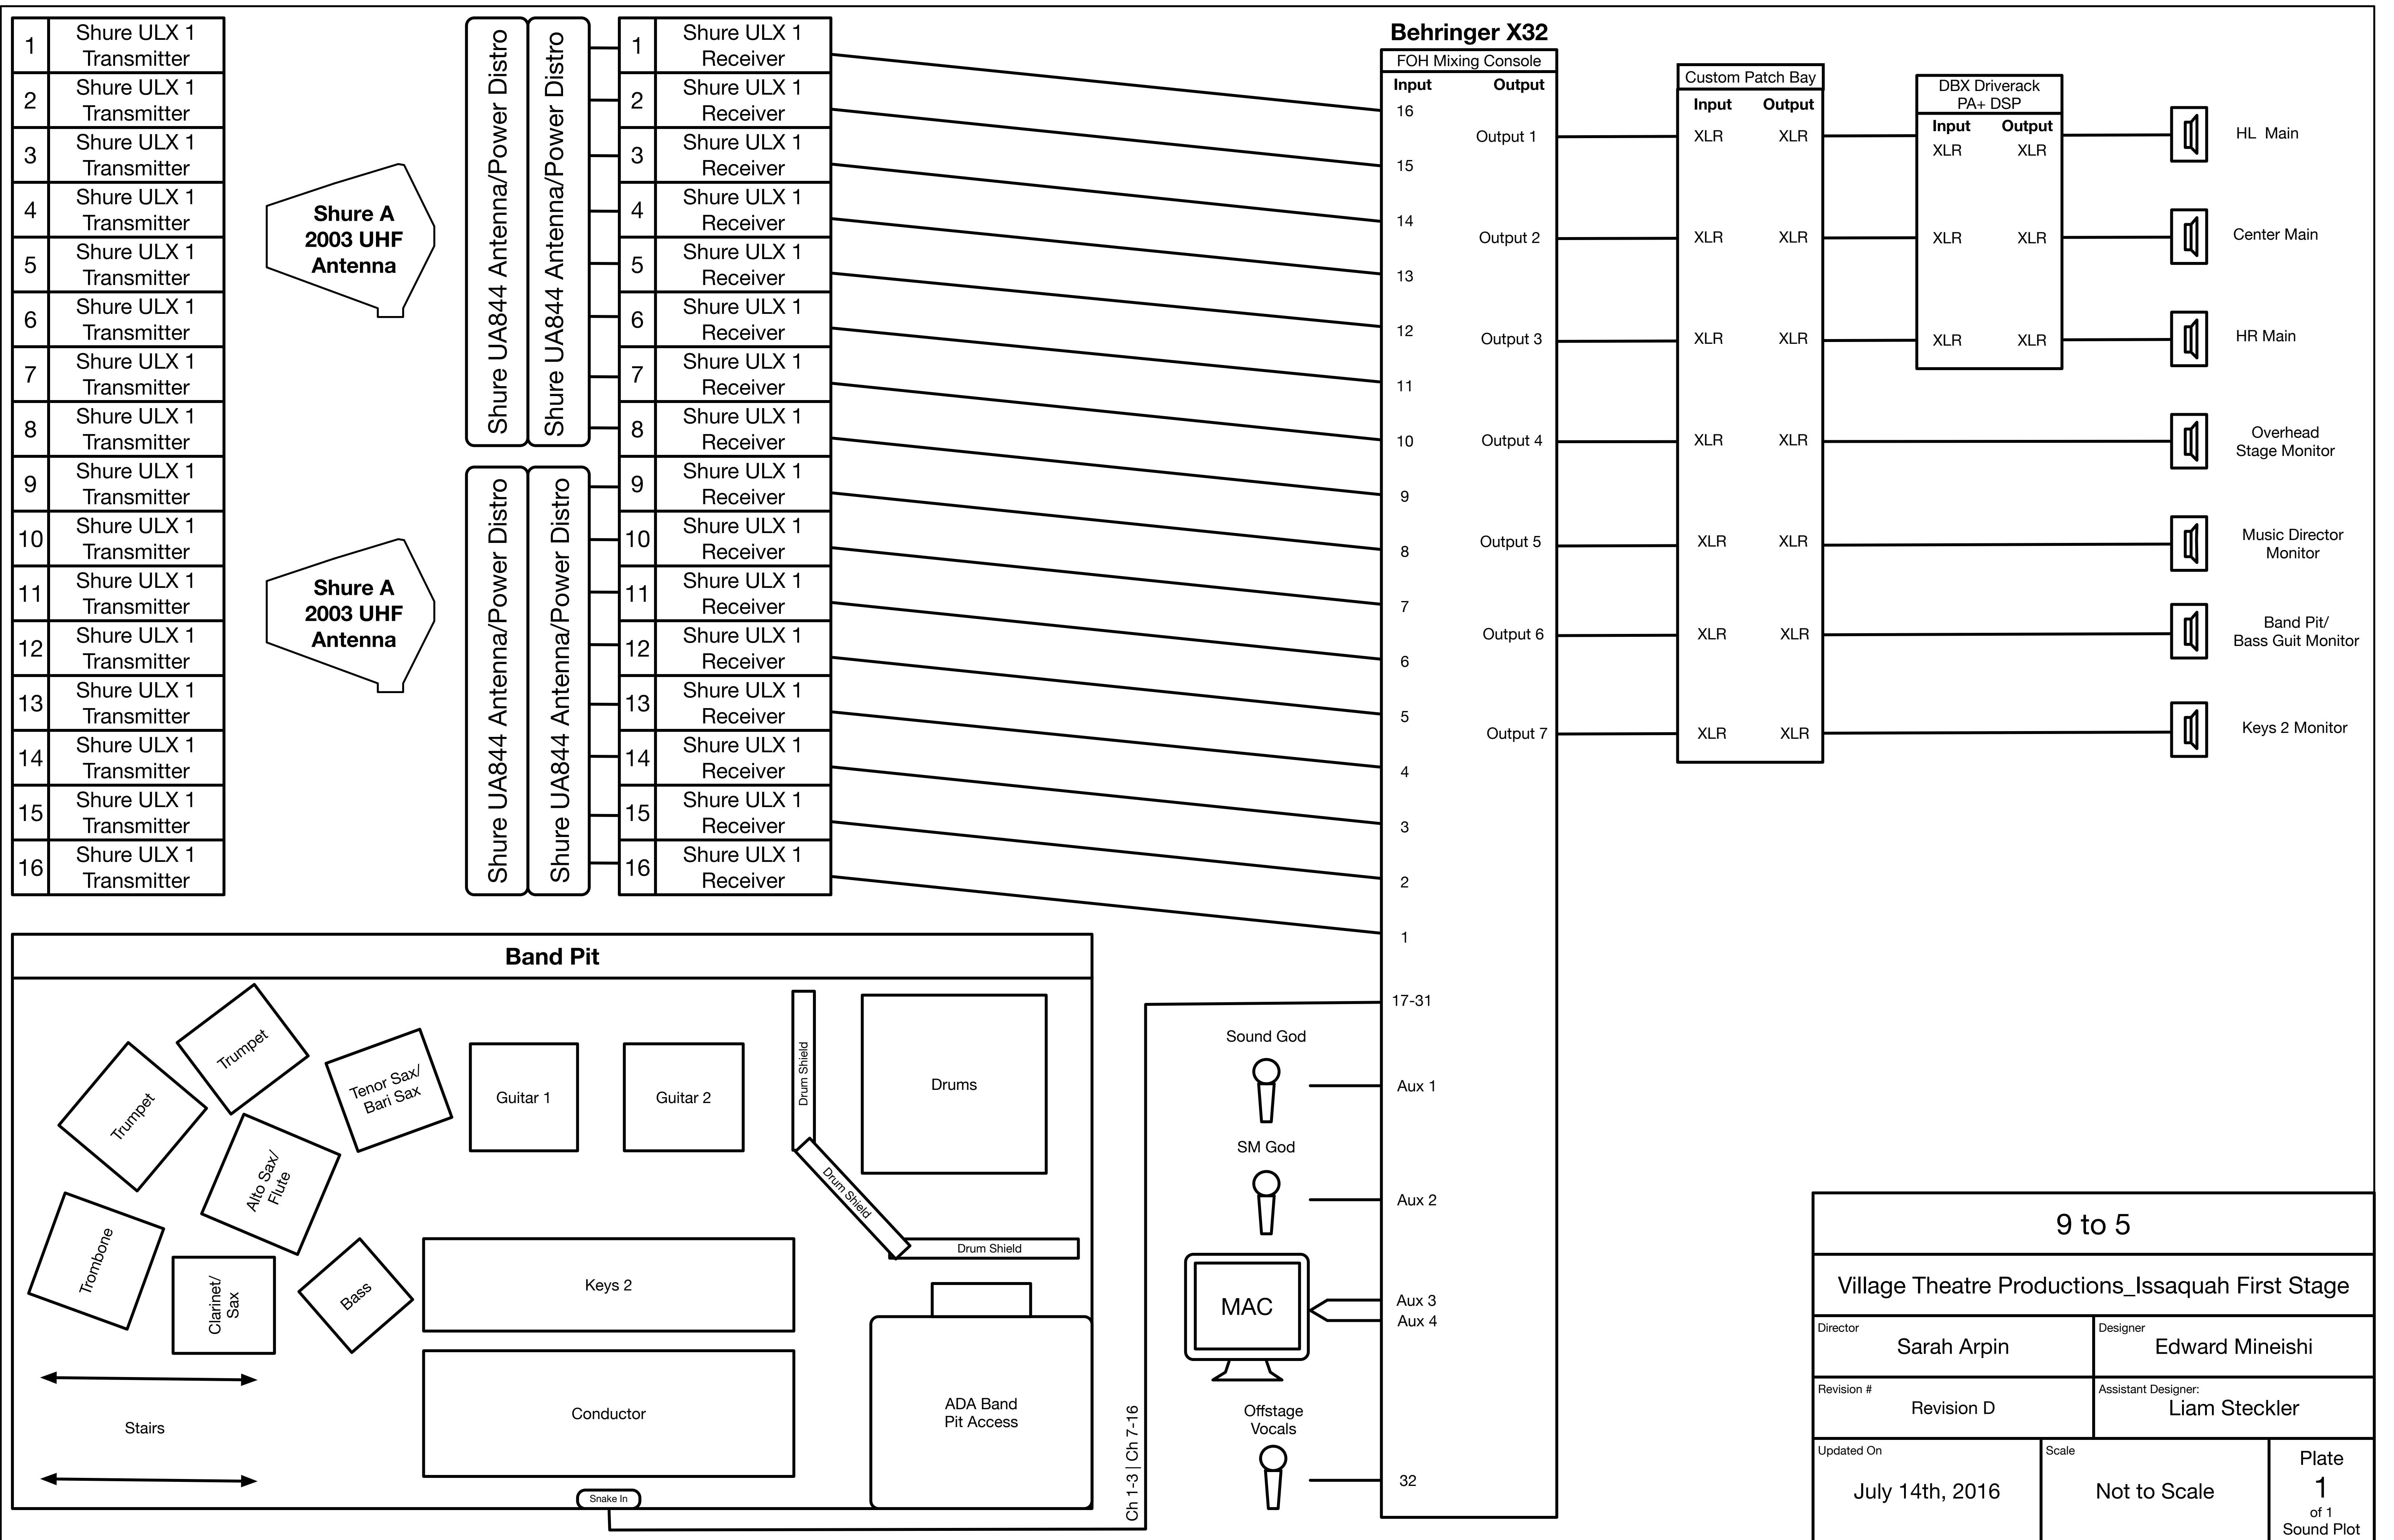 1
Shure ULX 1
Transmitter
2
Shure ULX 1
Transmitter
3
Shure ULX 1
Transmitter
4
Shure ULX 1
Transmitter
5
Shure ULX 1
Transmitter
6
Shure ULX 1
Transmitter
7
Shure ULX 1
Transmitter
8
Shure ULX 1
Transmitter
9
Shure ULX 1
Transmitter
10
Shure ULX 1
Transmitter
11
Shure ULX 1
Transmitter
12
Shure ULX 1
Transmitter
13
Shure ULX 1
Transmitter
14
Shure ULX 1
Transmitter
15
Shure ULX 1
Transmitter
16
Shure ULX 1
Transmitter
Shure A
2003 UHF
Antenna
Shure A
2003 UHF
Antenna
Shure UA844 Antenna/Power Distro
Shure UA844 Antenna/Power Distro
Shure UA844 Antenna/Power Distro
Shure UA844 Antenna/Power Distro
1
Shure ULX 1
Receiver
2
Shure ULX 1
Receiver
3
Shure ULX 1
Receiver
4
Shure ULX 1
Receiver
5
Shure ULX 1
Receiver
6
Shure ULX 1
Receiver
7
Shure ULX 1
Receiver
8
Shure ULX 1
Receiver
9
Shure ULX 1
Receiver
10
Shure ULX 1
Receiver
11
Shure ULX 1
Receiver
12
Shure ULX 1
Receiver
13
Shure ULX 1
Receiver
14
Shure ULX 1
Receiver
15
Shure ULX 1
Receiver
16
Shure ULX 1
Receiver
Behringer X32
FOH Mixing Console
Input Output
16
15
14
13
12
11
10
9
8
7
6
5
4
3
2
1
17-31
Aux 1
Aux 2
Aux 3
Aux 4
32
Output 1
Output 2
Output 3
Output 4
Output 5
Output 6
Output 7
Custom Patch Bay
Input Output
XLR XLR
XLR XLR
XLR XLR
XLR XLR
XLR XLR
XLR XLR
XLR XLR
DBX Driverack
PA+ DSP
Input Output
XLR XLR
XLR XLR
XLR XLR
HL Main
Center Main
HR Main
Overhead
Stage Monitor
Music Director
Monitor
Band Pit/
Bass Guit Monitor
Keys 2 Monitor
Band Pit
Trumpet
Trumpet
Tenor Sax/
Bari Sax
Guitar 1
Guitar 2
Drum Shield
Drums
Alto Sax/
Flute
Drum Shield
Trombone
Clarinet/
Sax
Bass
Keys 2
Drum Shield
Stairs
Conductor
ADA Band
Pit Access
Snake In
Ch 1-3 | Ch 7-16
Sound God
SM God
MAC
Offstage
Vocals
9 to 5
Village Theatre Productions_Issaquah First Stage
Director
Sarah Arpin
Designer
Edward Mineishi
Revision #
Revision D
Assistant Designer:
Liam Steckler
Updated On
July 14th, 2016
Scale
Not to Scale
Plate
1
of 1
Sound Plot